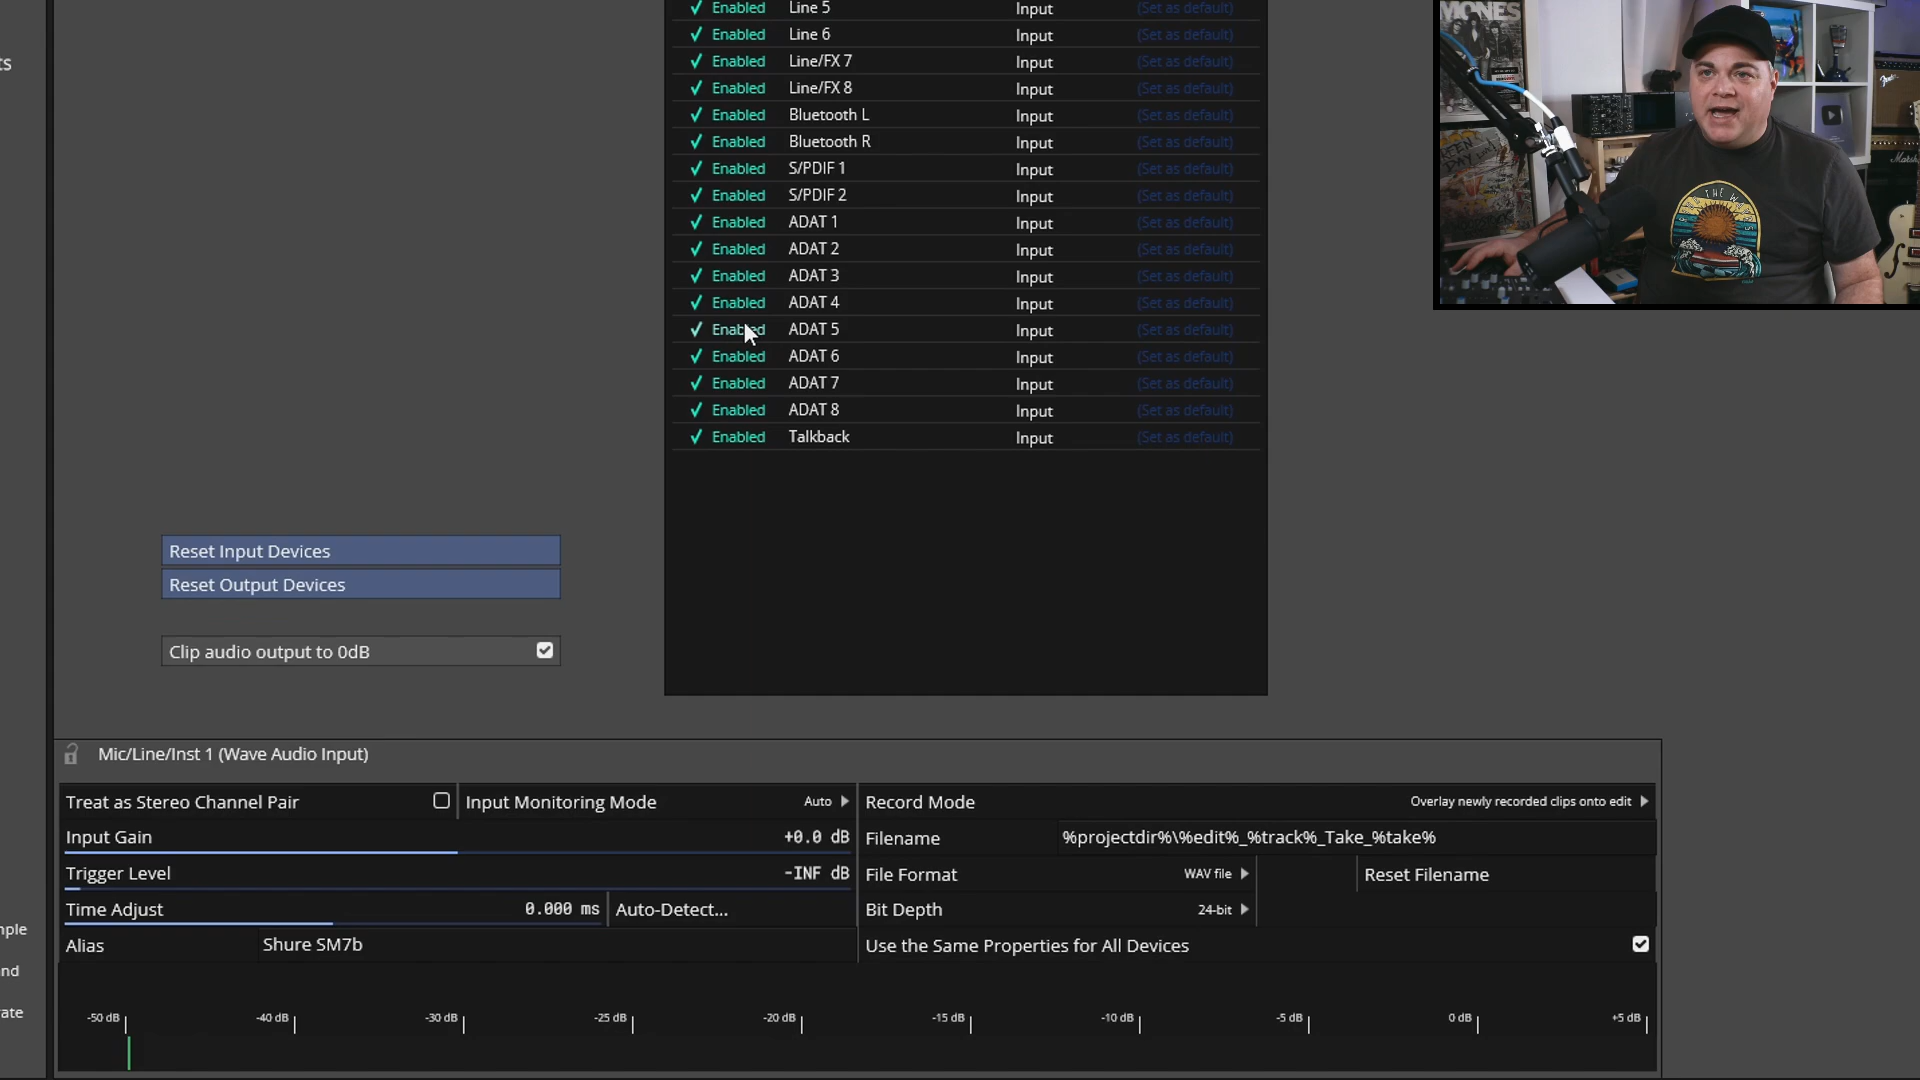 ts
Enabled Line 5 Input (Set as default)
Enabled Line 6 Input (Set as default)
Enabled Line/FX 7 Input (Set as default)
Enabled Line/FX 8 Input (Set as default)
Enabled Bluetooth L Input (Set as default)
Enabled Bluetooth R Input (Set as default)
Enabled S/PDIF 1 Input (Set as default)
Enabled S/PDIF 2 Input (Set as default)
Enabled ADAT 1 Input (Set as default)
Enabled ADAT 2 Input (Set as default)
Enabled ADAT 3 Input (Set as default)
Enabled ADAT 4 Input (Set as default)
Enabled ADAT 5 Input (Set as default)
Enabled ADAT 6 Input (Set as default)
Enabled ADAT 7 Input (Set as default)
Enabled ADAT 8 Input (Set as default)
Enabled Talkback Input (Set as default)
MONES
THE W
Fender
Marshall
Reset Input Devices
Reset Output Devices
Clip audio output to 0dB
Mic/Line/Inst 1 (Wave Audio Input)
Treat as Stereo Channel Pair Input Monitoring Mode Auto Record Mode Overlay newly recorded clips onto edit
Input Gain +0.0 dB Filename %projectdir%\%edit%_%track%_Take_%take%
Trigger Level -INF dB File Format WAV file Reset Filename
Time Adjust 0.000 ms Auto-Detect... Bit Depth 24-bit
Alias Shure SM7b Use the Same Properties for All Devices
nple
and
rate
-50 dB -40 dB -30 dB -25 dB -20 dB -15 dB -10 dB -5 dB 0 dB +5 dB